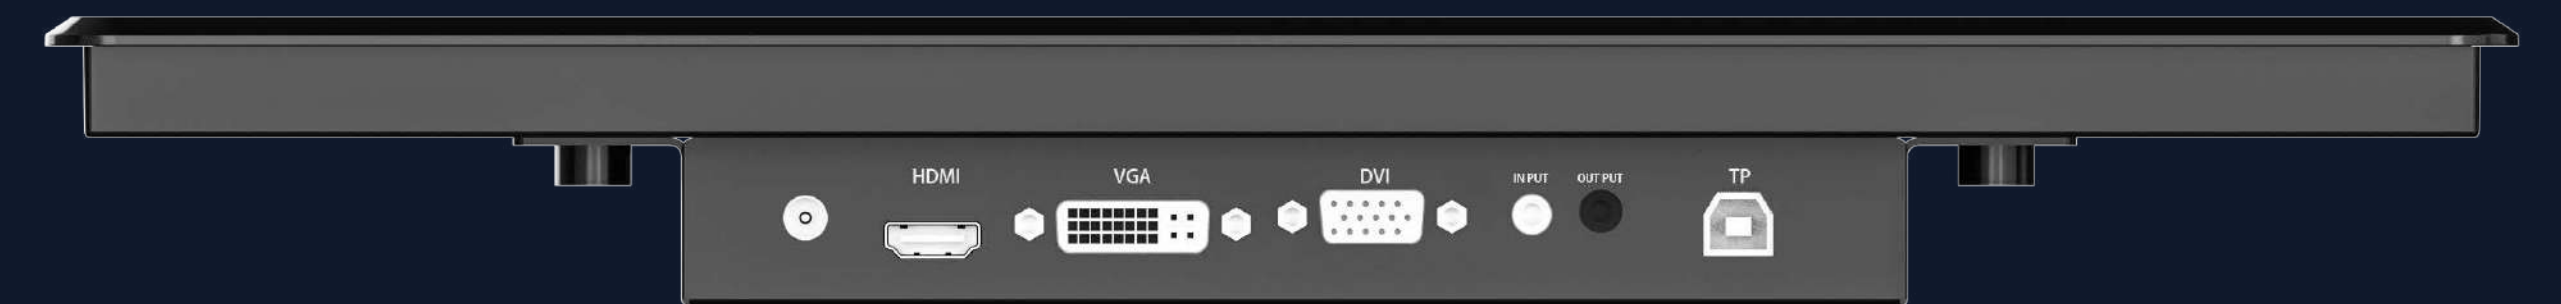 HDMI
VGA
DVI
IN PUT
OUT PUT
TP